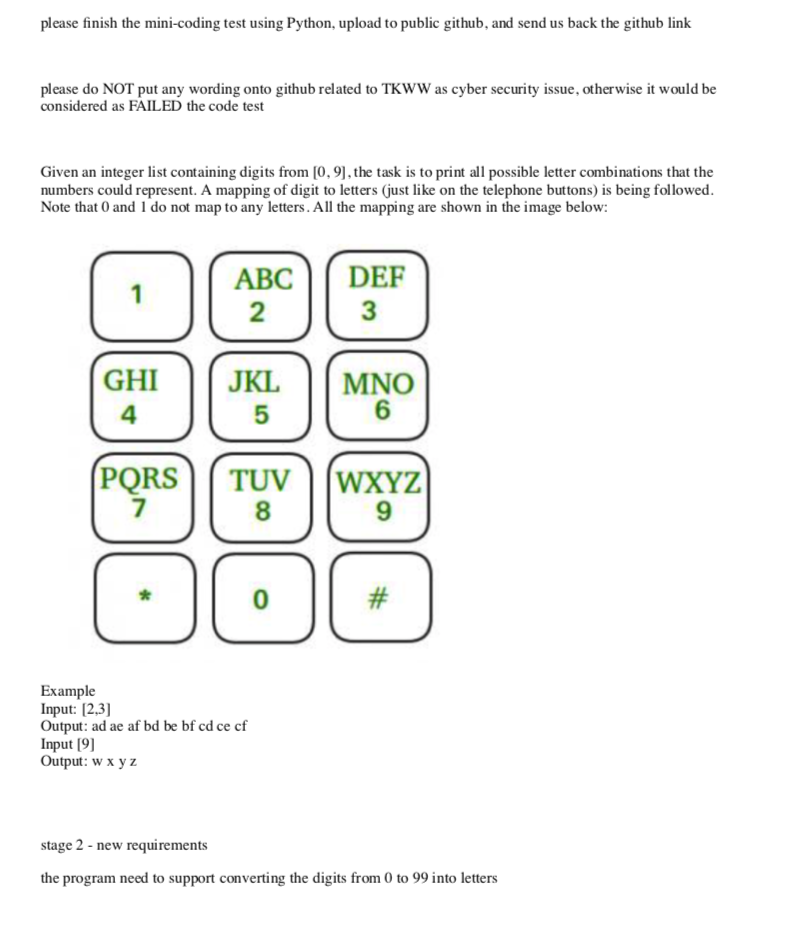 please finish the mini-coding test using Python, upload to public github, and send us back the github link
please do NOT put any wording onto github related to TKWW as cyber security issue, otherwise it would be
considered as FAILED the code test
Given an integer list containing digits from [0, 9], the task is to print all possible letter combinations that the
numbers could represent. A mapping of digit to letters (just like on the telephone buttons) is being followed.
Note that 0 and 1 do not map to any letters. All the mapping are shown in the image below:
1
ABC
2
DEF
3
GHI
4
JKL
5
MNO
6
PQRS
7
TUV
8
WXYZ
9
*
0
#
Example
Input: [2,3]
Output: ad ae af bd be bf cd ce cf
Input [9]
Output: w x y z
stage 2 - new requirements
the program need to support converting the digits from 0 to 99 into letters